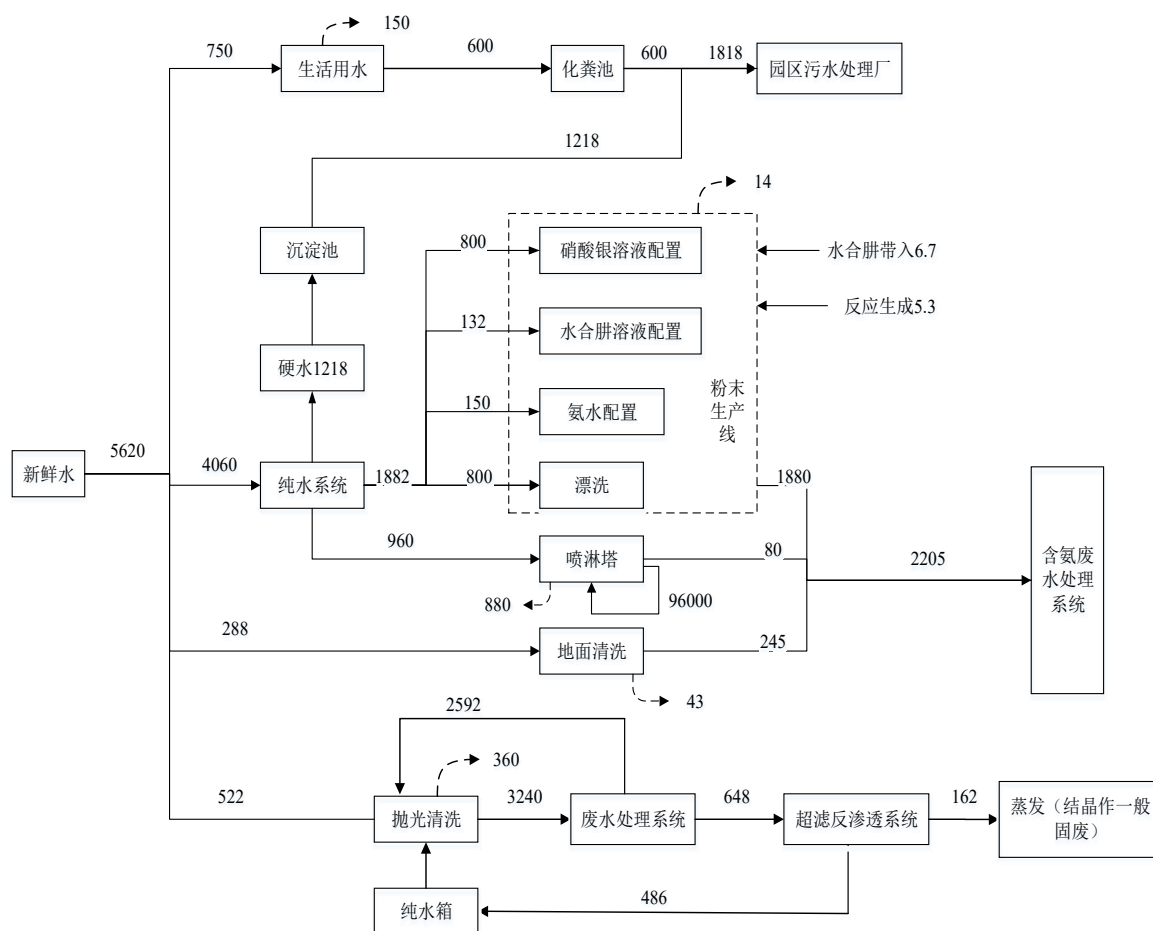 150
750
生活用水
600
化粪池
600
1818
园区污水处理厂
1218
14
沉淀池
800
硝酸银溶液配置
水合肼带入6.7
反应生成5.3
132
水合肼溶液配置
硬水1218
粉末
生产
线
150
氨水配置
5620
新鲜水
4060
纯水系统
1882
800
漂洗
1880
960
喷淋塔
80
2205
含氨废
水处理
系统
880
96000
288
地面清洗
245
43
2592
360
522
抛光清洗
3240
废水处理系统
648
超滤反渗透系统
162
蒸发（结晶作一般
固废）
纯水箱
486